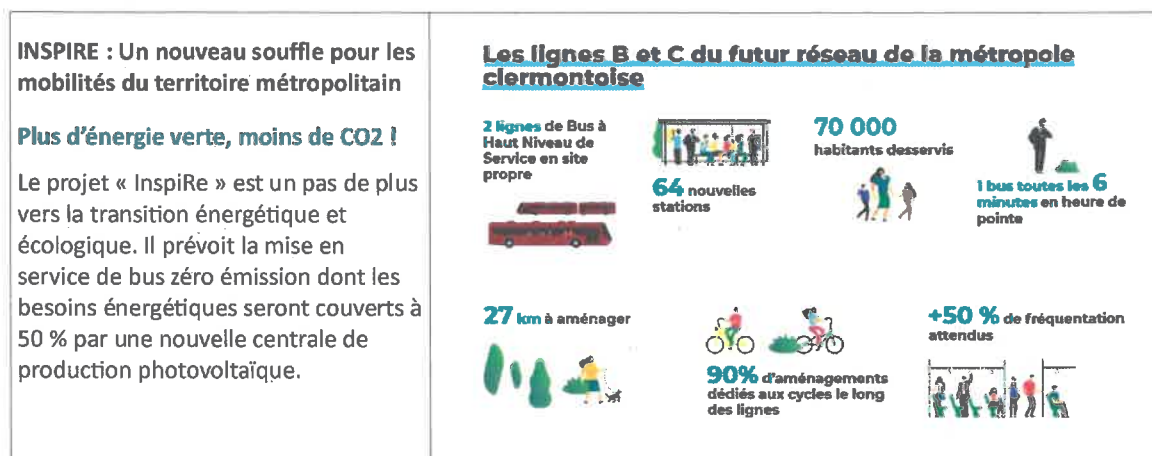 INSPIRE : Un nouveau souffle pour les
mobilités du territoire métropolitain
Plus d'énergie verte, moins de CO2 !
Le projet « InspiRe » est un pas de plus
vers la transition énergétique et
écologique. Il prévoit la mise en
service de bus zéro émission dont les
besoins énergétiques seront couverts à
50 % par une nouvelle centrale de
production photovoltaïque.
Les lignes B et C du futur réseau de la métropole
clermontoise
2 lignes de Bus à
Haut Niveau de
Service en site
propre
64 nouvelles
stations
70 000
habitants desservis
1 bus toutes les 6
minutes en heure de
pointe
27 km à aménager
90% d'aménagements
dédiés aux cycles le long
des lignes
+50 % de fréquentation
attendus